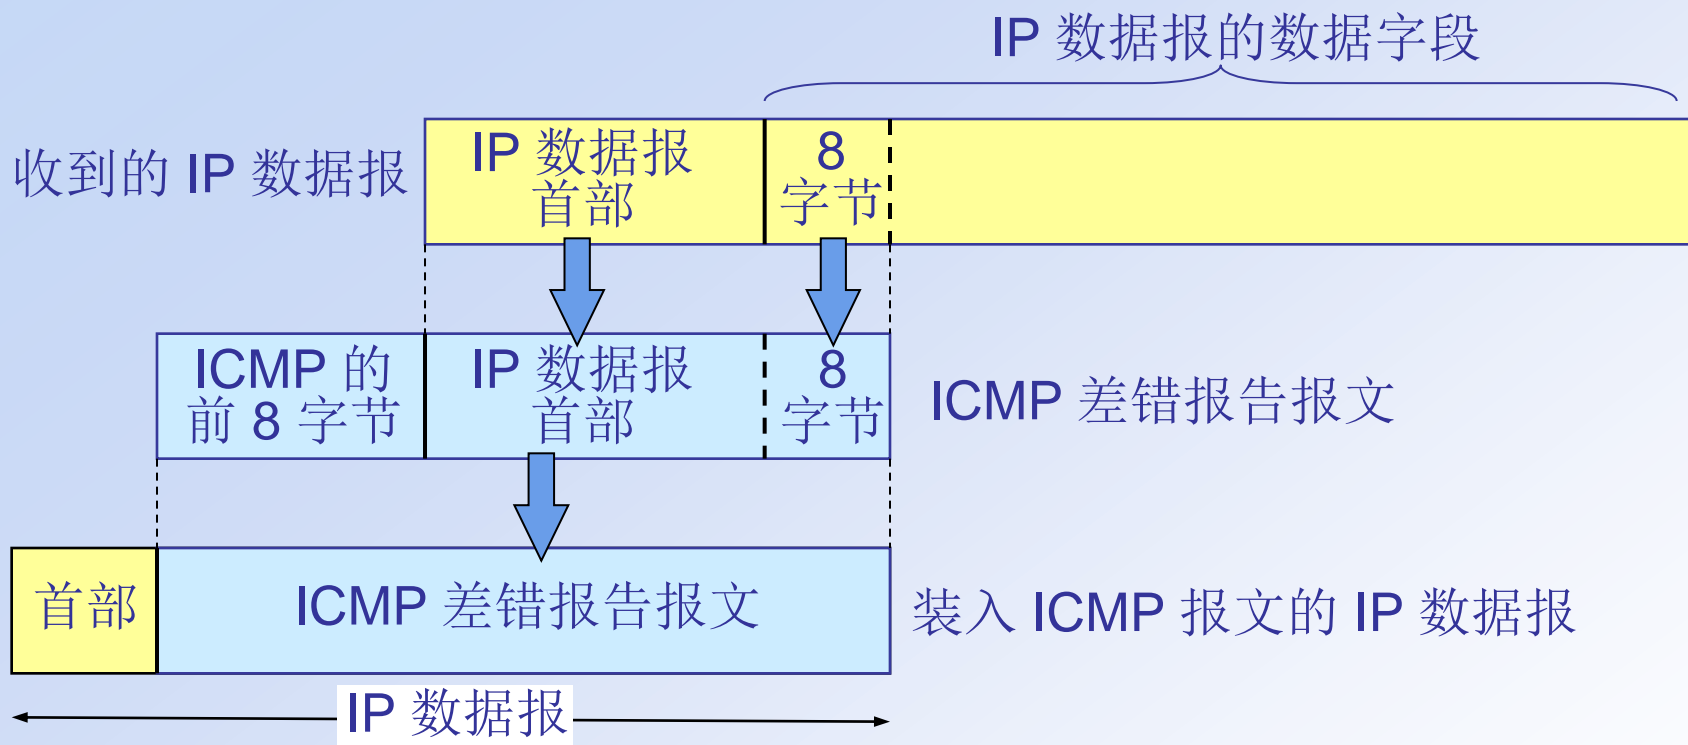 IP 数据报的数据字段
收到的 IP 数据报
IP 数据报
首部
8
字节
ICMP 的
前 8 字节
IP 数据报
首部
8
字节
ICMP 差错报告报文
首部
ICMP 差错报告报文
装入 ICMP 报文的 IP 数据报
IP 数据报